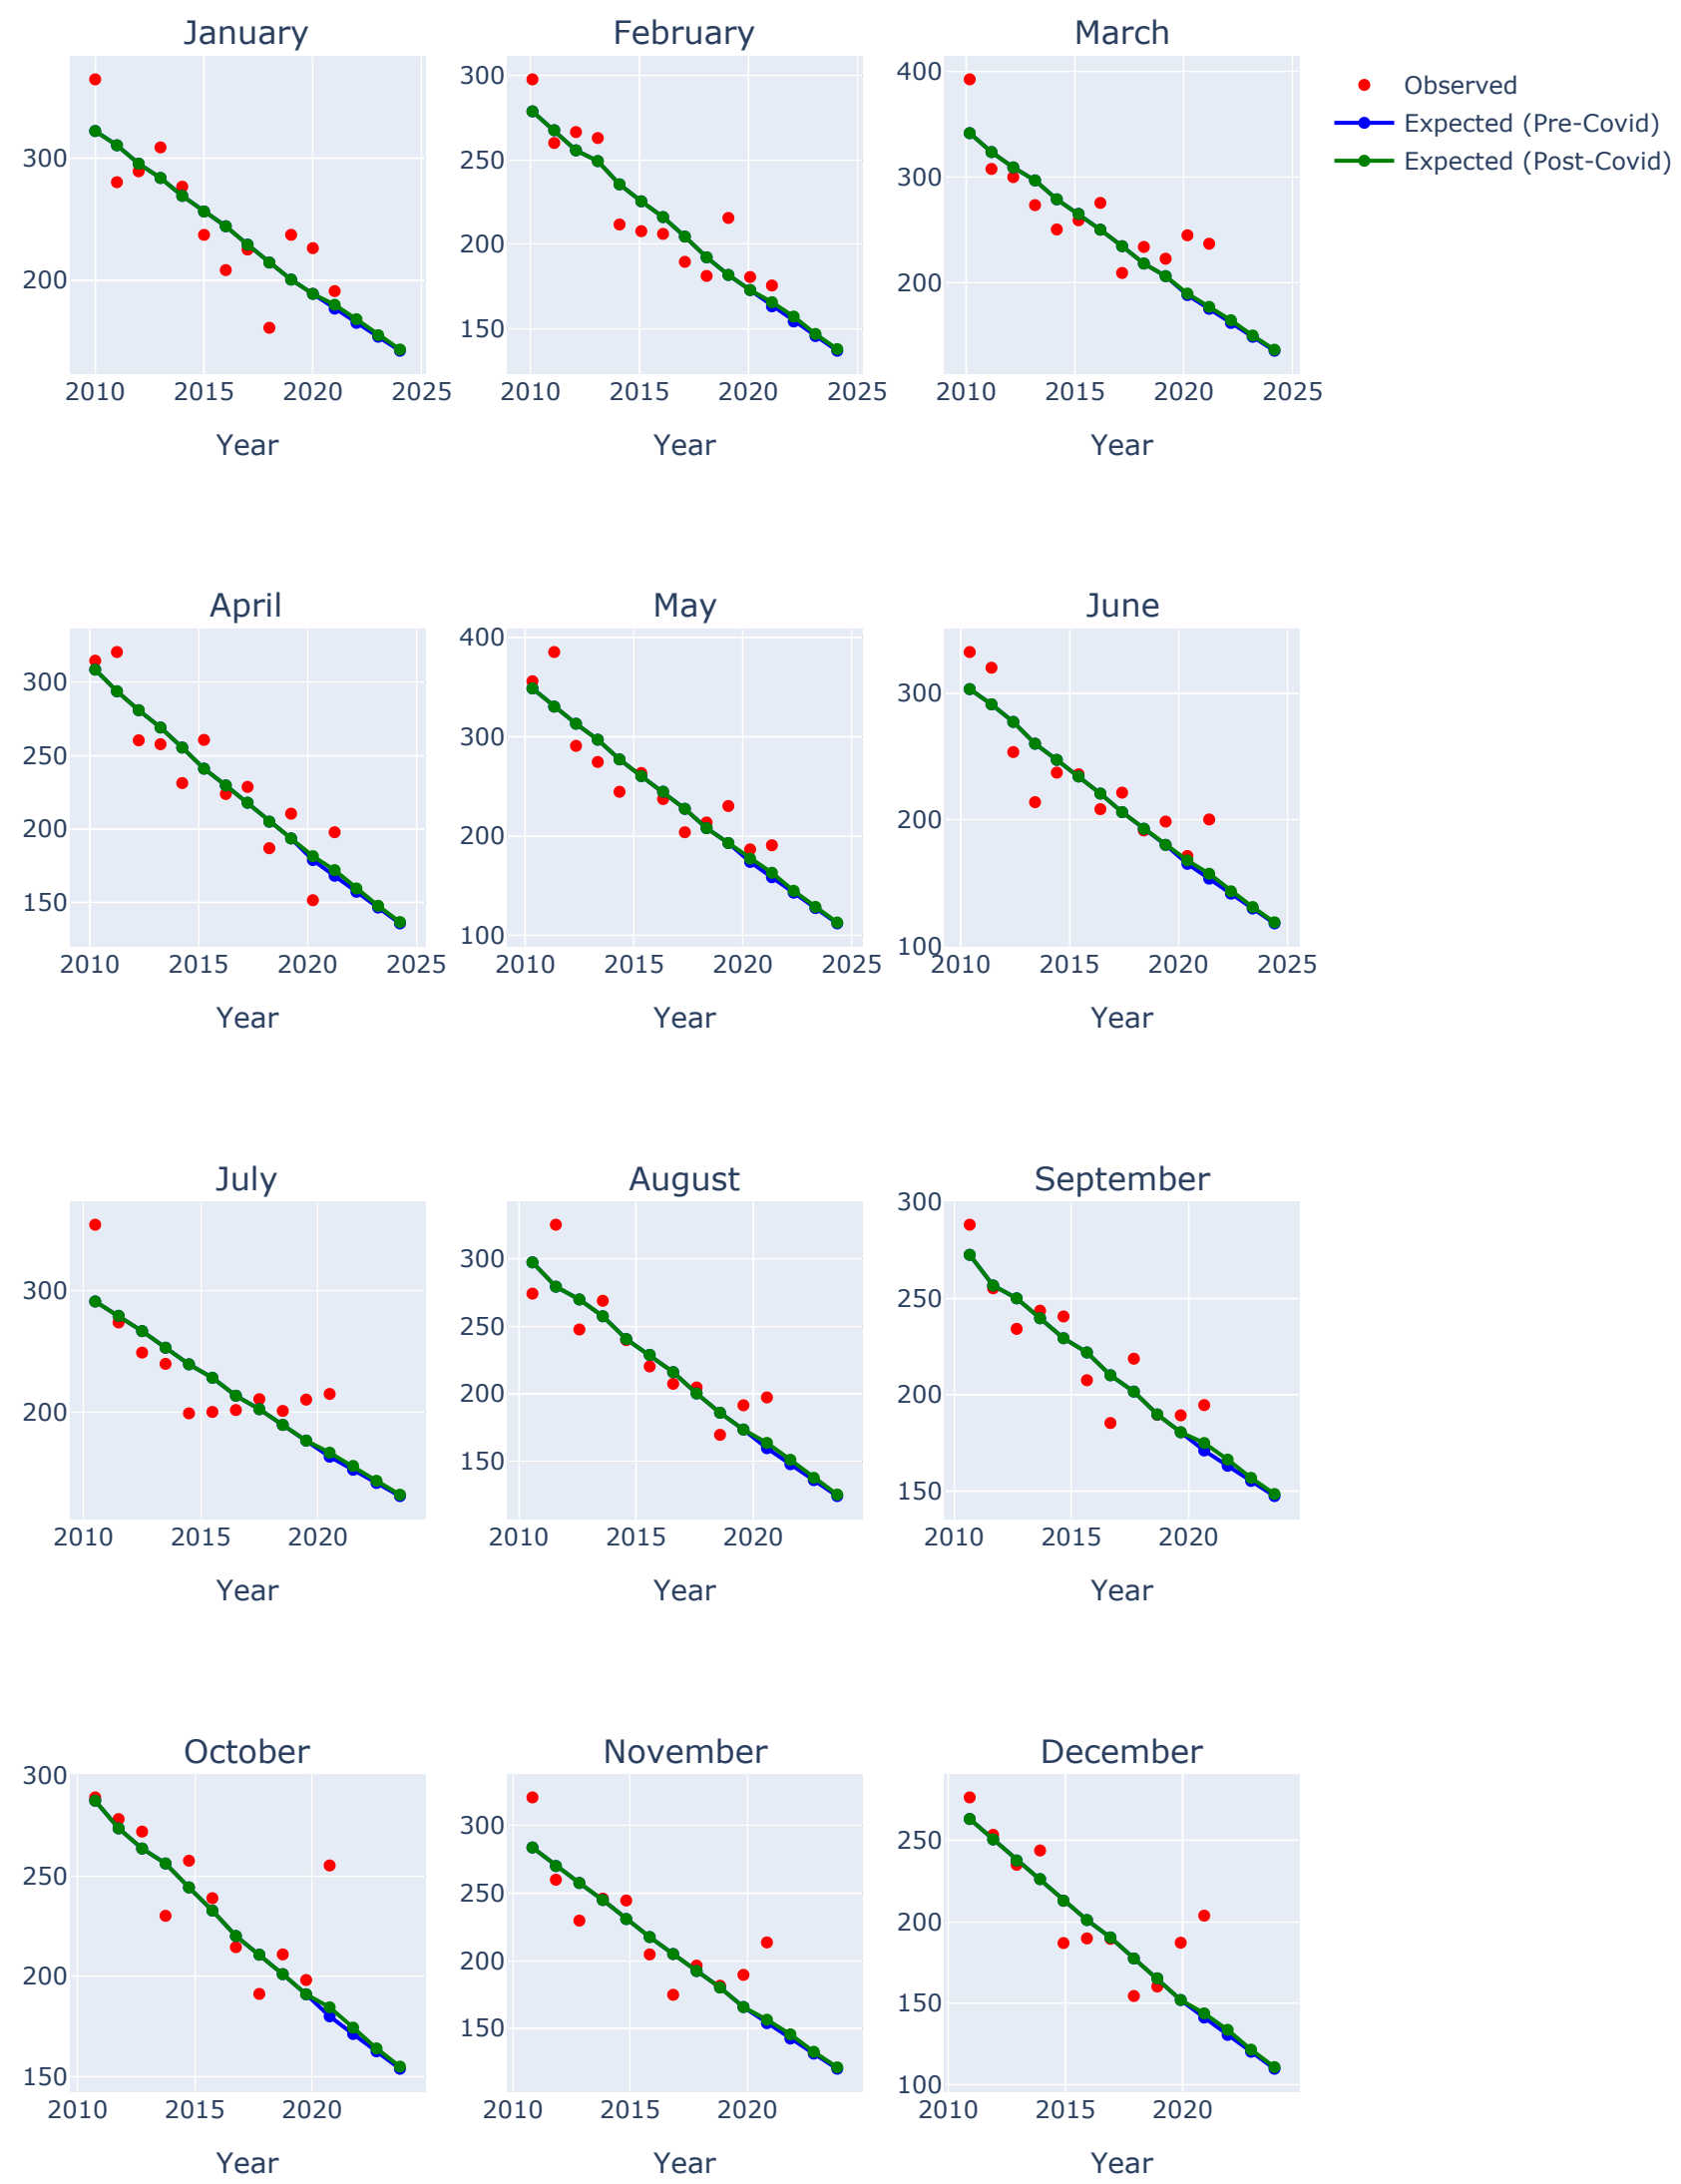 January February March
300
200
2010 2015 2020 2025
Year
300
250
200
150
2010 2015 2020 2025
Year
400
300
200
2010 2015 2020 2025
Year
Observed
Expected (Pre-Covid)
Expected (Post-Covid)
April May June
300
250
200
150
2010 2015 2020 2025
Year
400
300
200
100
2010 2015 2020 2025
Year
300
200
100
2010 2015 2020 2025
Year
July August September
300
200
2010 2015 2020
Year
300
250
200
150
2010 2015 2020
Year
300
250
200
150
2010 2015 2020
Year
October November December
300
250
200
150
2010 2015 2020
Year
300
250
200
150
2010 2015 2020
Year
250
200
150
100
2010 2015 2020
Year